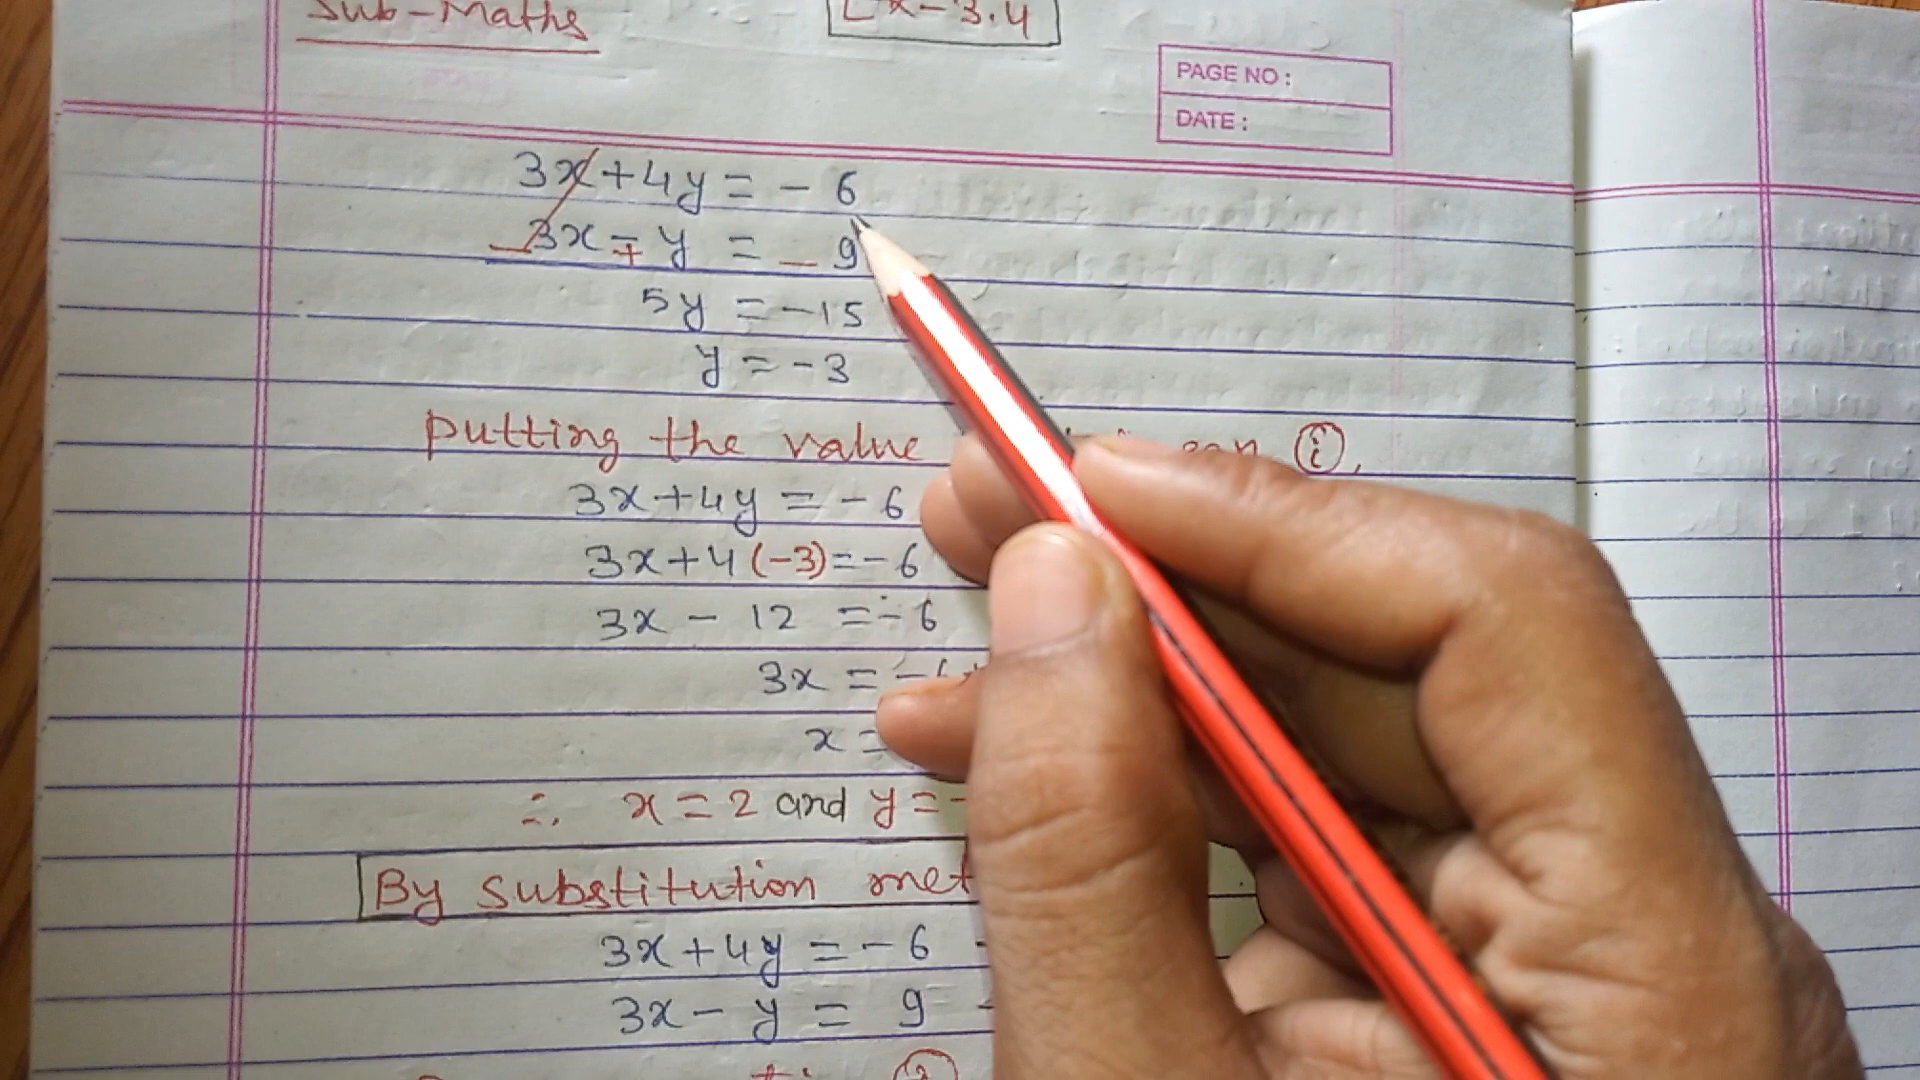 Sub-Maths
Ex-3.4
PAGE NO :
DATE :
3x+4y = - 6
3x - y = 9
- + -
5y = -15
y = -3
Putting the value eqn (i),
3x+4y = -6
3x+4(-3) = -6
3x - 12 = -6
3x = -6+
x =
∴ x = 2 and y = -
By substitution met
3x+4y = -6 -
3x - y = 9 -